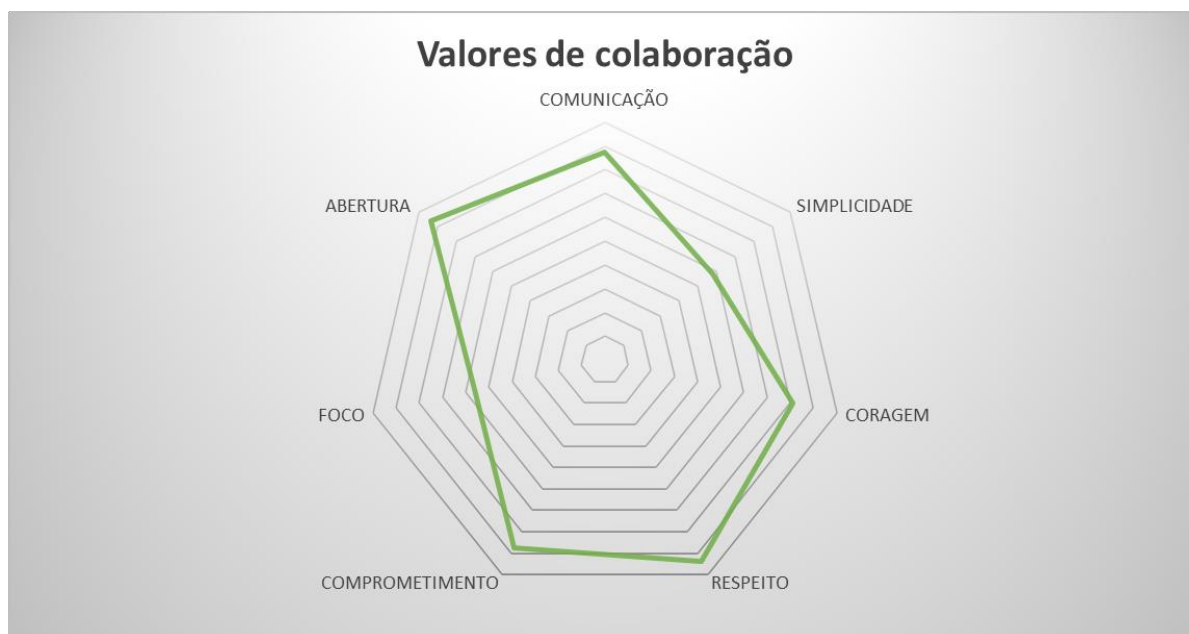 Valores de colaboração
COMUNICAÇÃO
ABERTURA
SIMPLICIDADE
FOCO
CORAGEM
COMPROMETIMENTO
RESPEITO